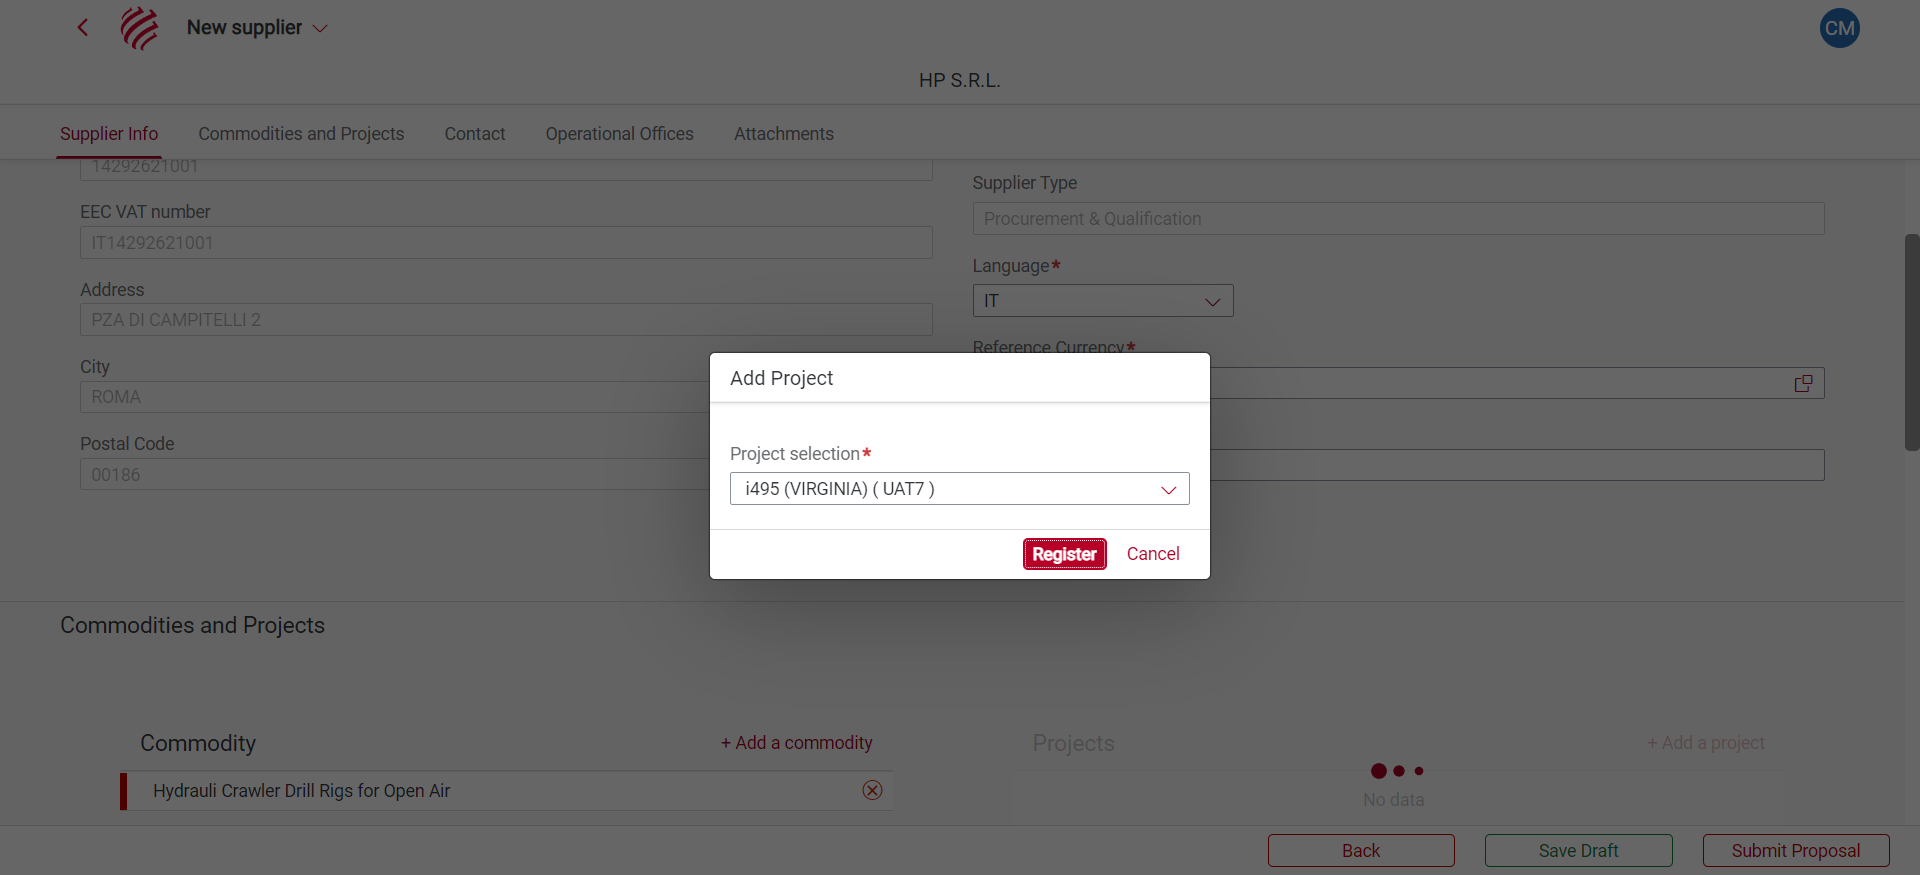 New supplier
CM
HP S.R.L.
Supplier Info
Commodities and Projects
Contact
Operational Offices
Attachments
14292621001
EEC VAT number
IT14292621001
Address
PZA DI CAMPITELLI 2
City
ROMA
Postal Code
00186
Supplier Type
Procurement & Qualification
Language*
IT
Reference Currency*
Add Project
Project selection*
i495 (VIRGINIA) ( UAT7 )
Register
Cancel
Commodities and Projects
Commodity
+ Add a commodity
Hydrauli Crawler Drill Rigs for Open Air
Projects
+ Add a project
No data
Back
Save Draft
Submit Proposal